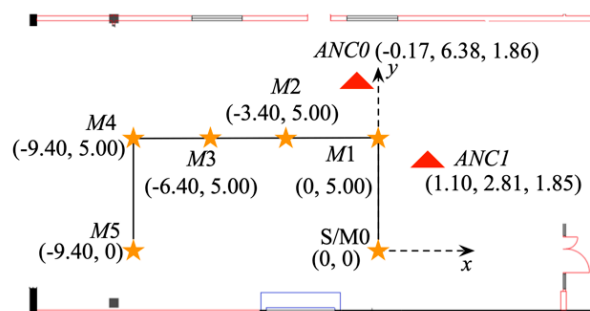 ANC0 (-0.17, 6.38, 1.86)
y
M2
(-3.40, 5.00)
M4
(-9.40, 5.00)
M3
(-6.40, 5.00)
M1
(0, 5.00)
ANC1
(1.10, 2.81, 1.85)
M5
(-9.40, 0)
S/M0
(0, 0)
x